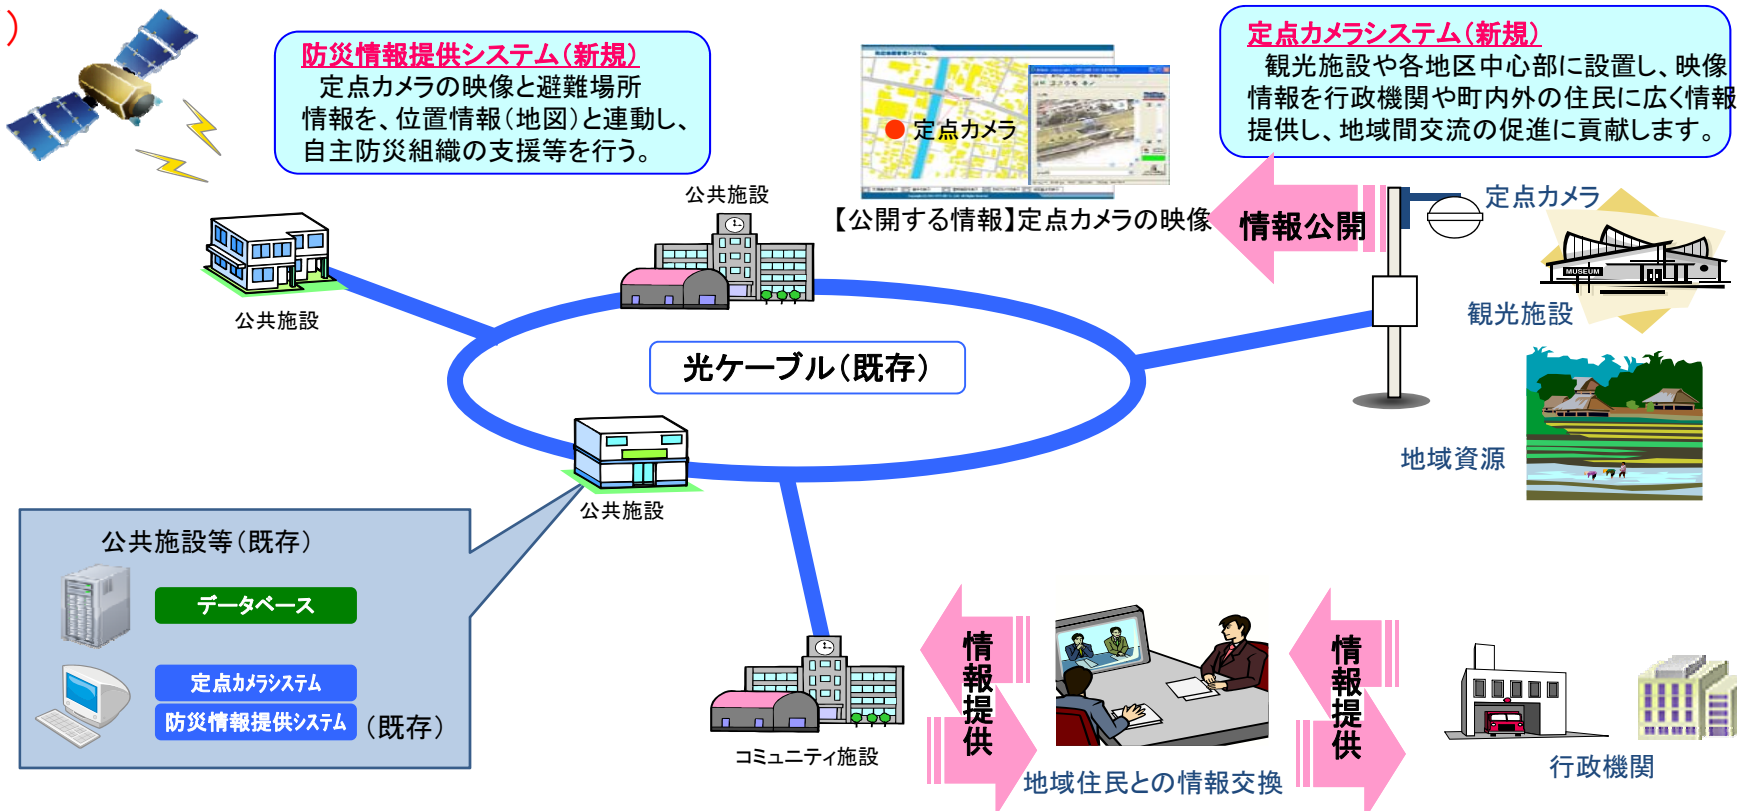 )
防災情報提供システム(新規)
定点カメラの映像と避難場所
情報を、位置情報(地図)と連動し、
自主防災組織の支援等を行う。
定点カメラ
【公開する情報】定点カメラの映像
定点カメラシステム(新規)
観光施設や各地区中心部に設置し、映像
情報を行政機関や町内外の住民に広く情報
提供し、地域間交流の促進に貢献します。
情報公開
定点カメラ
MUSEUM
観光施設
地域資源
公共施設
公共施設
光ケーブル(既存)
公共施設
公共施設等(既存)
データベース
定点カメラシステム
防災情報提供システム
(既存)
コミュニティ施設
情報提供
地域住民との情報交換
情報提供
行政機関